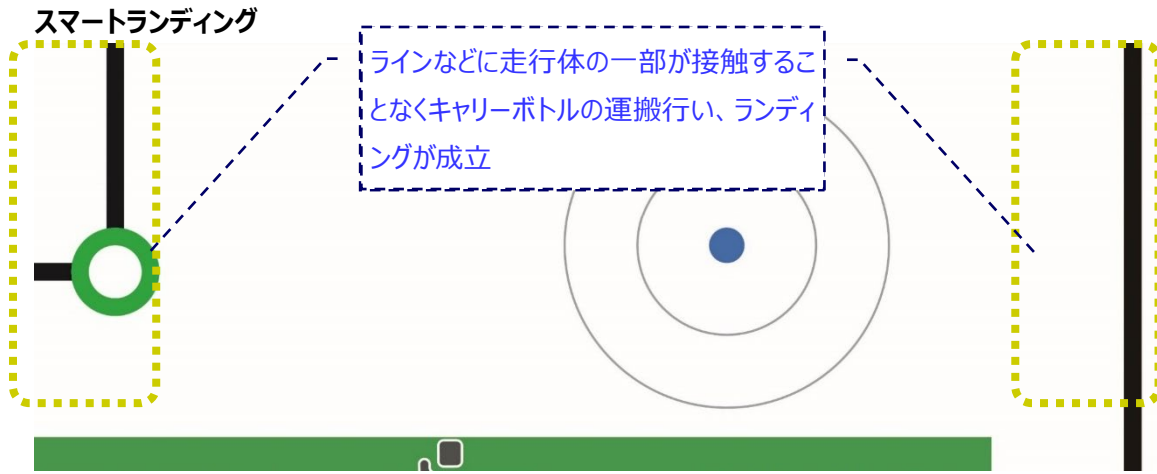 スマートランディング
ラインなどに走行体の一部が接触するこ
となくキャリーボトルの運搬行い、ランディ
ングが成立